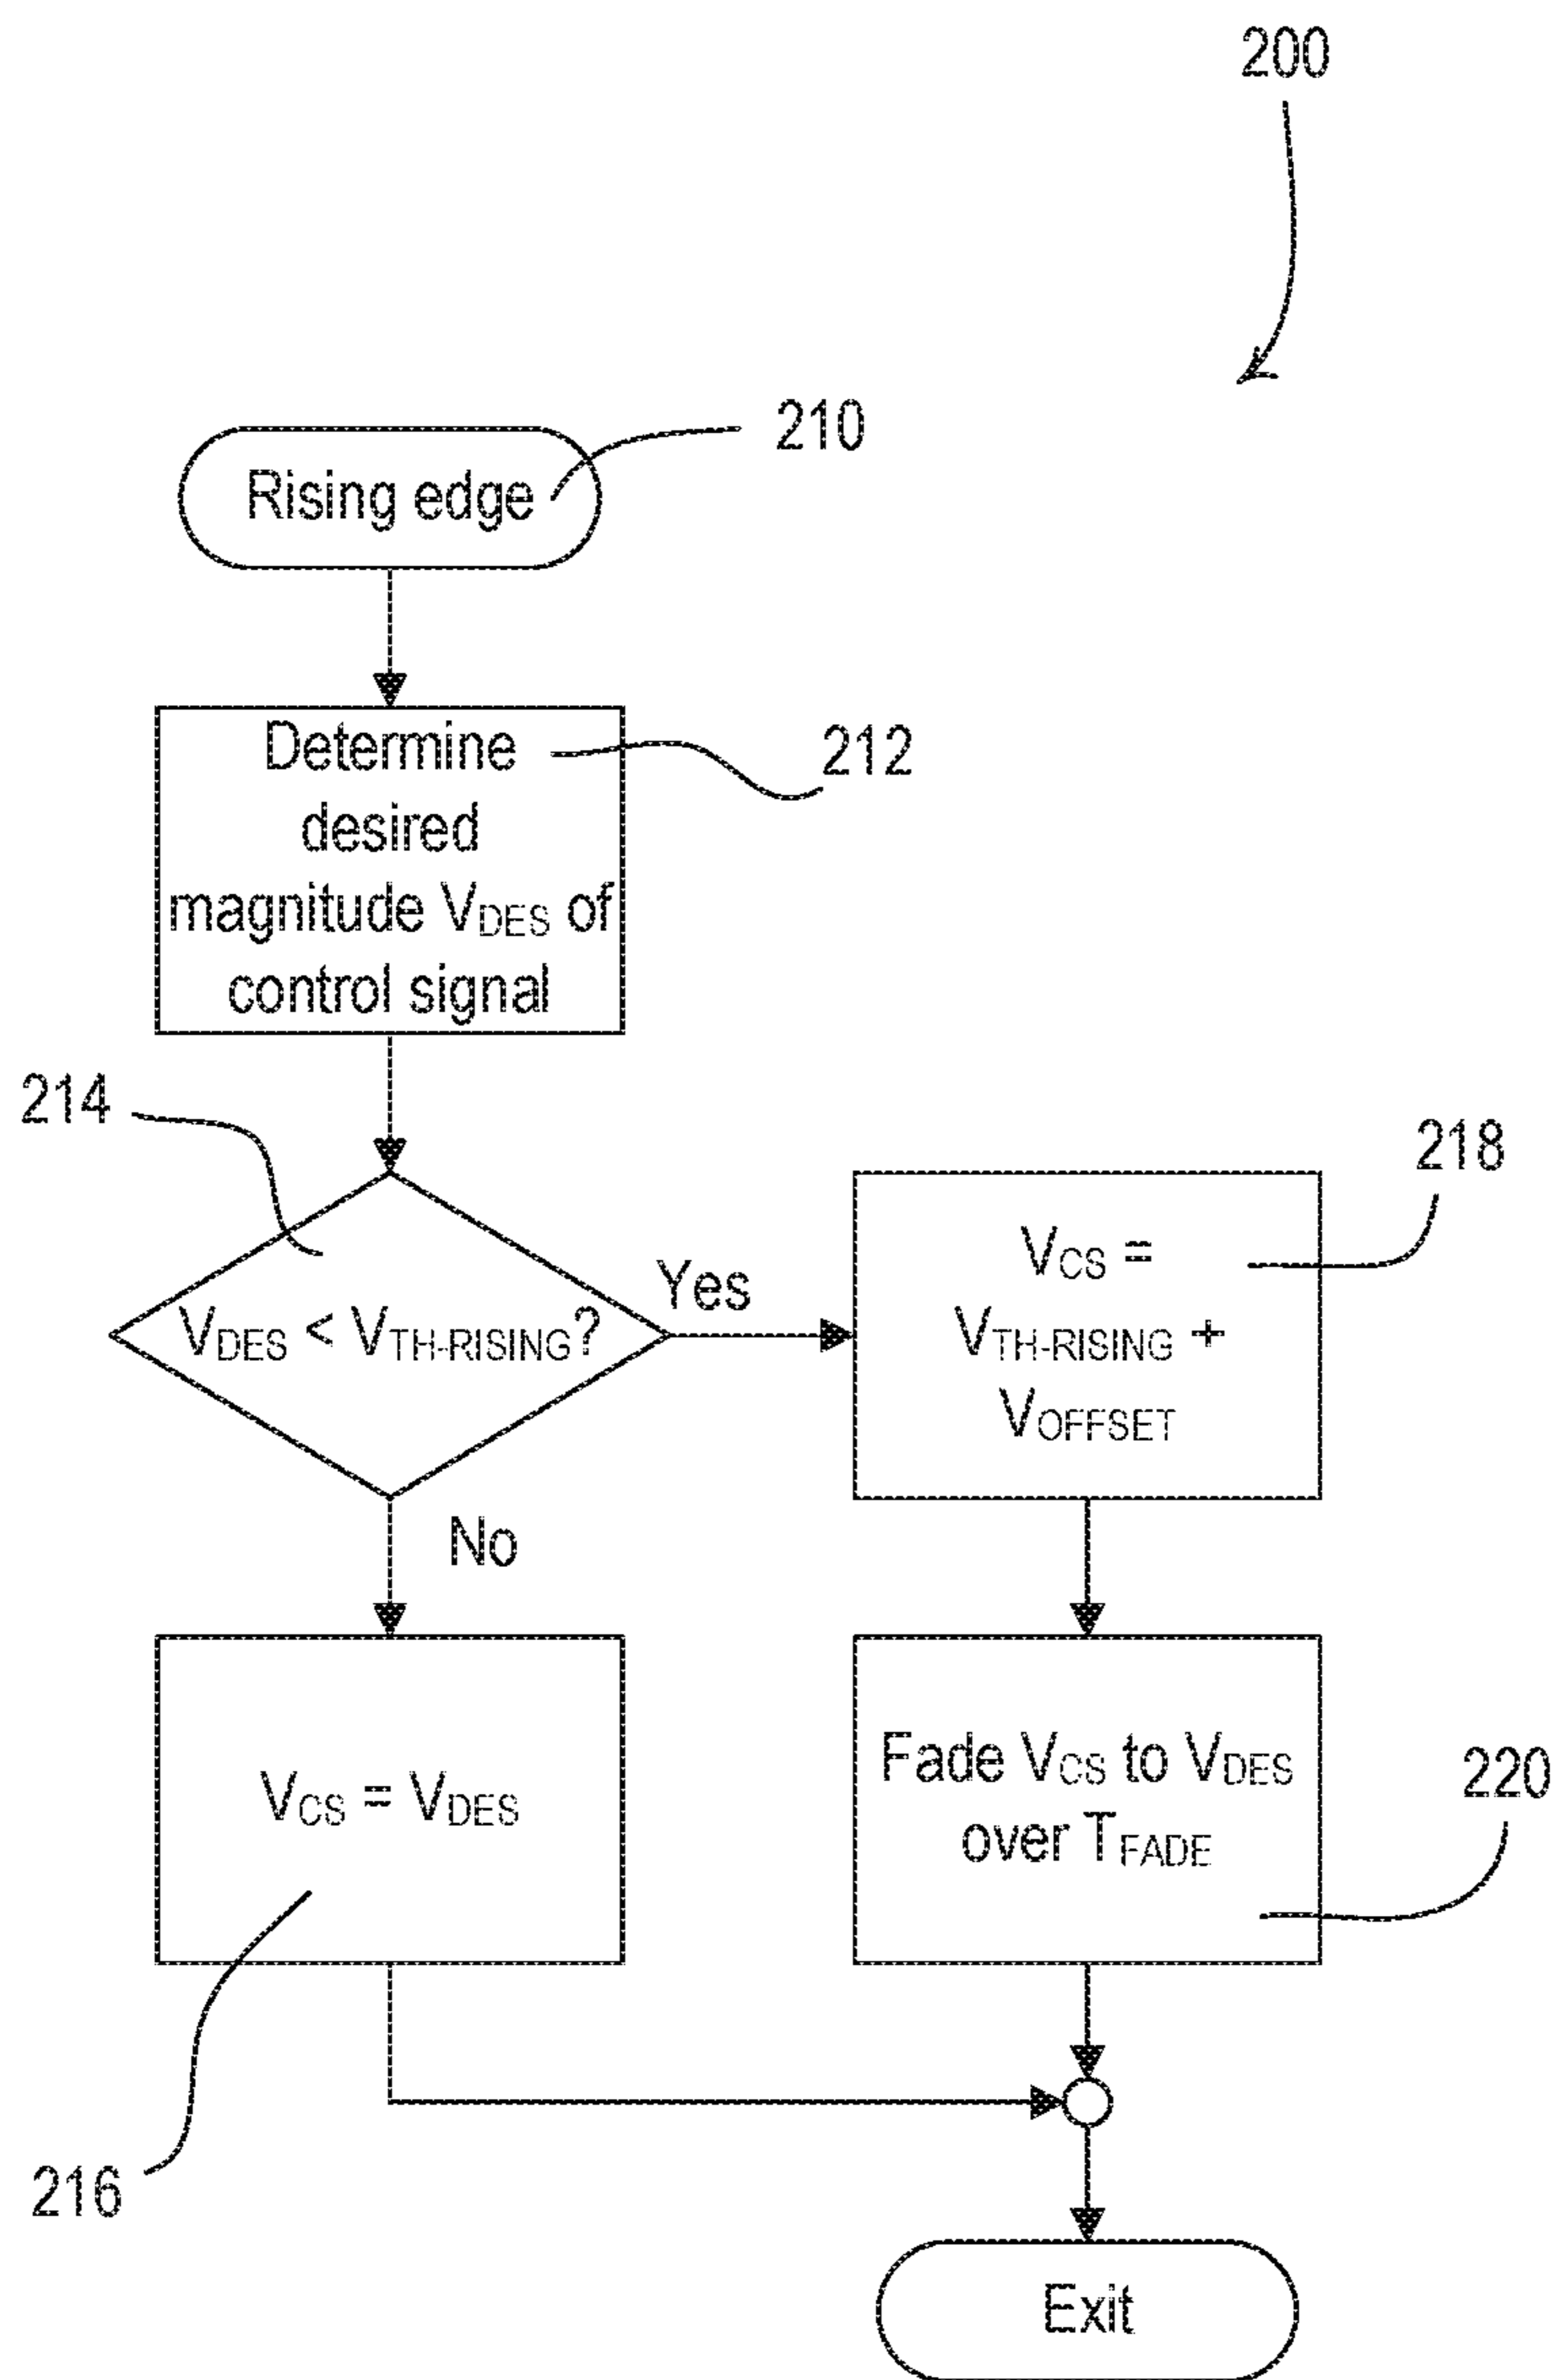 200
210
Rising edge
212
Determine
desired
magnitude VDES of
control signal
214
VDES < VTH-RISING?
Yes
No
218
VCS =
VTH-RISING +
VOFFSET
VCS = VDES
216
Fade VCS to VDES
over TFADE
220
Exit